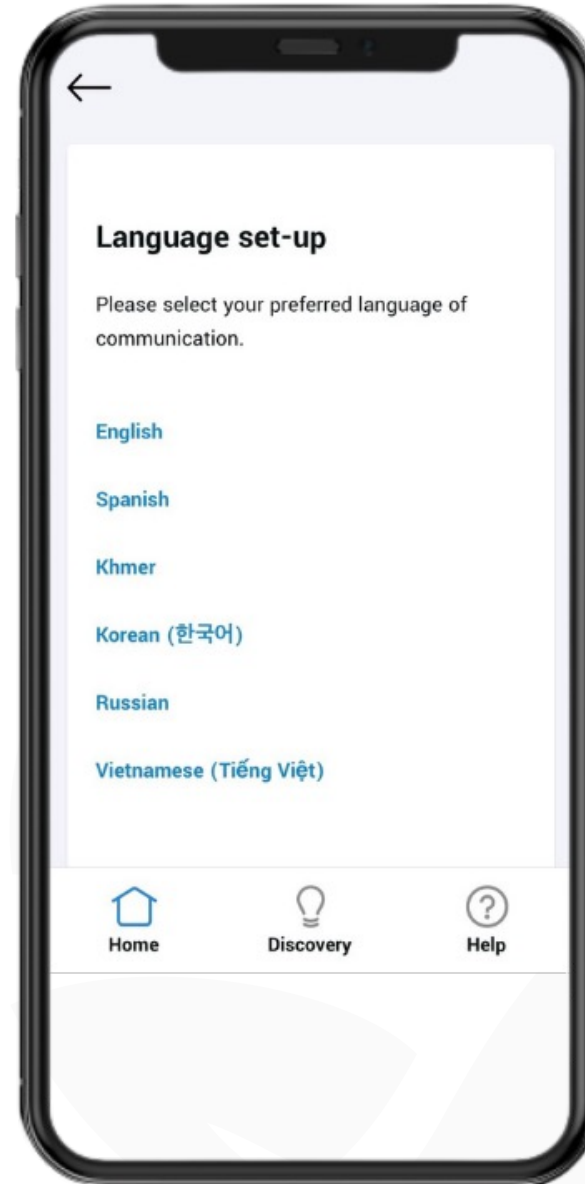 Language set-up
Please select your preferred language of
communication.
English
Spanish
Khmer
Korean (한국어)
Russian
Vietnamese (Tiếng Việt)
Home
Discovery
Help